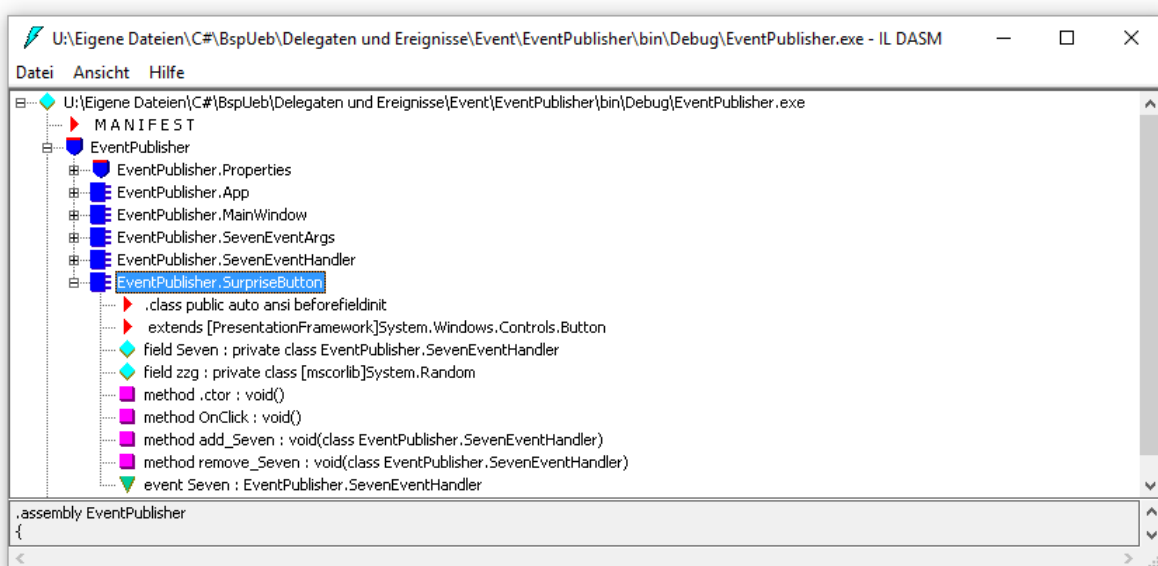 U:\Eigene Dateien\C#\BspUeb\Delegaten und Ereignisse\Event\EventPublisher\bin\Debug\EventPublisher.exe - IL DASM
Datei Ansicht Hilfe
U:\Eigene Dateien\C#\BspUeb\Delegaten und Ereignisse\Event\EventPublisher\bin\Debug\EventPublisher.exe
M A N I F E S T
EventPublisher
EventPublisher.Properties
EventPublisher.App
EventPublisher.MainWindow
EventPublisher.SevenEventArgs
EventPublisher.SevenEventHandler
EventPublisher.SurpriseButton
.class public auto ansi beforefieldinit
extends [PresentationFramework]System.Windows.Controls.Button
field Seven : private class EventPublisher.SevenEventHandler
field zzg : private class [mscorlib]System.Random
method .ctor : void()
method OnClick : void()
method add_Seven : void(class EventPublisher.SevenEventHandler)
method remove_Seven : void(class EventPublisher.SevenEventHandler)
event Seven : EventPublisher.SevenEventHandler
.assembly EventPublisher
{